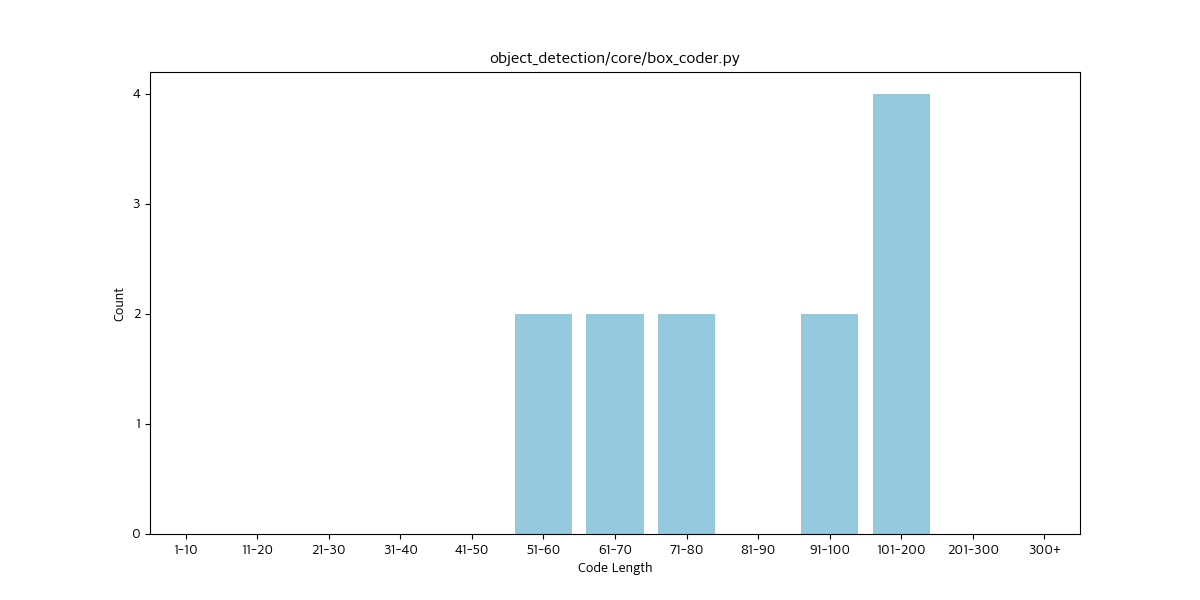 object_detection/core/box_coder.py
Count
4
3
2
1
0
1-10 11-20 21-30 31-40 41-50 51-60 61-70 71-80 81-90 91-100 101-200 201-300 300+
Code Length